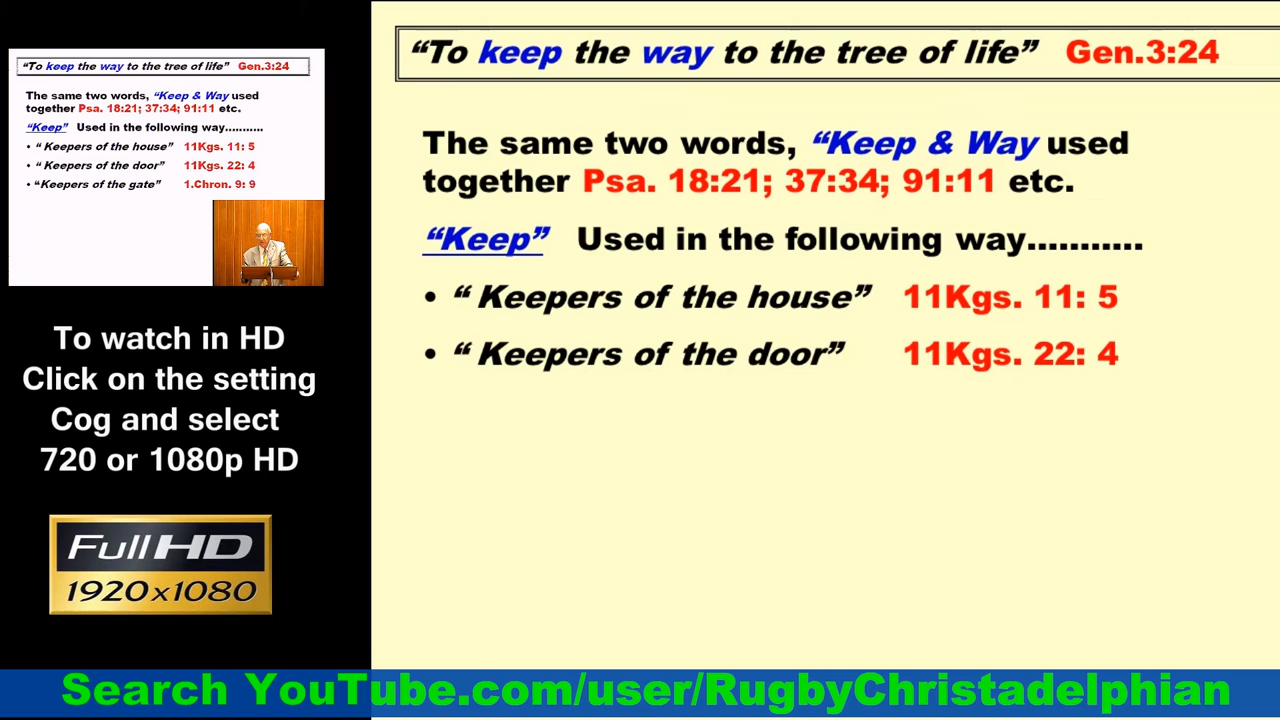 "To keep the way to the tree of life" Gen.3:24
The same two words, "Keep & Way used
together Psa. 18:21; 37:34; 91:11 etc.
"Keep" Used in the following way...........
• " Keepers of the house" 11Kgs. 11: 5
• " Keepers of the door" 11Kgs. 22: 4
• "Keepers of the gate" 1.Chron. 9: 9
To watch in HD
Click on the setting
Cog and select
720 or 1080p HD
Full HD
1920x1080
"To keep the way to the tree of life" Gen.3:24
The same two words, "Keep & Way used
together Psa. 18:21; 37:34; 91:11 etc.
"Keep" Used in the following way...........
• " Keepers of the house" 11Kgs. 11: 5
• " Keepers of the door" 11Kgs. 22: 4
Search YouTube.com/user/RugbyChristadelphian